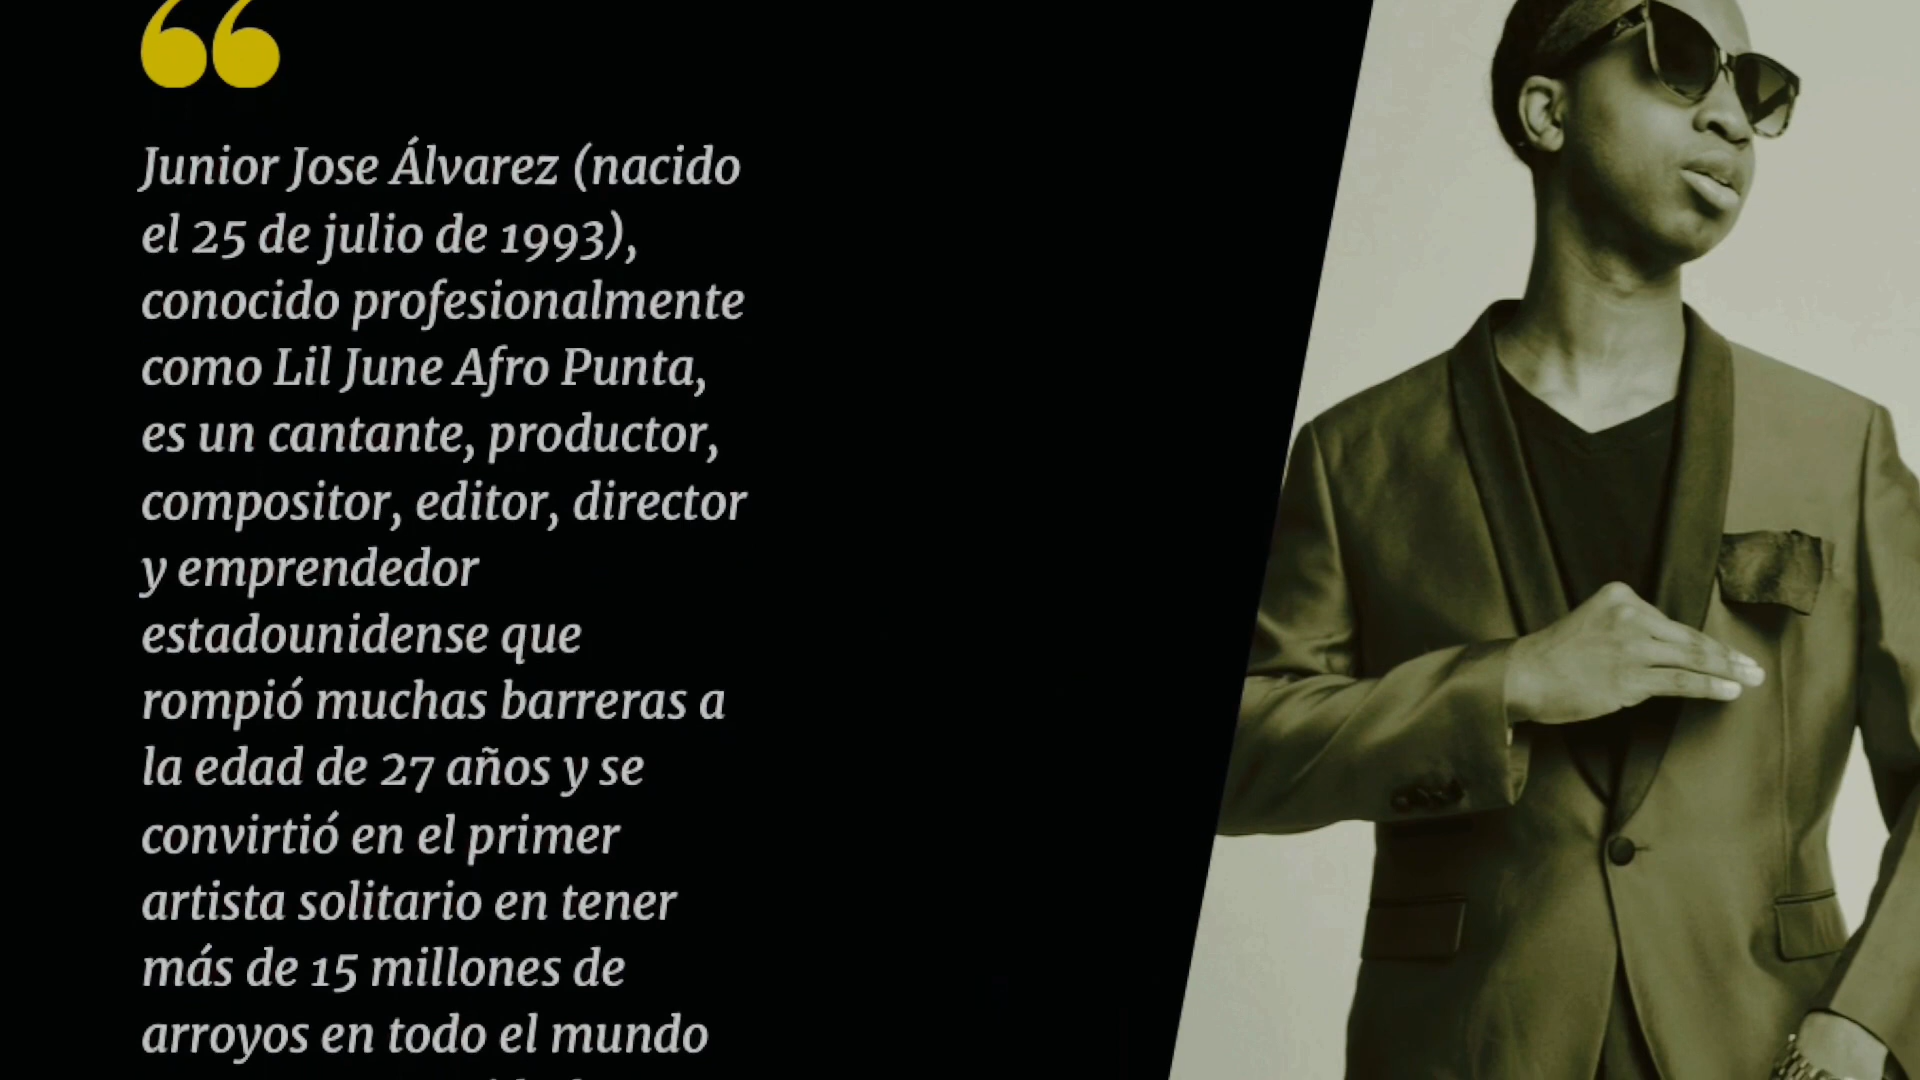 Junior Jose Álvarez (nacido
el 25 de julio de 1993),
conocido profesionalmente
como Lil June Afro Punta,
es un cantante, productor,
compositor, editor, director
y emprendedor
estadounidense que
rompió muchas barreras a
la edad de 27 años y se
convirtió en el primer
artista solitario en tener
más de 15 millones de
arroyos en todo el mundo